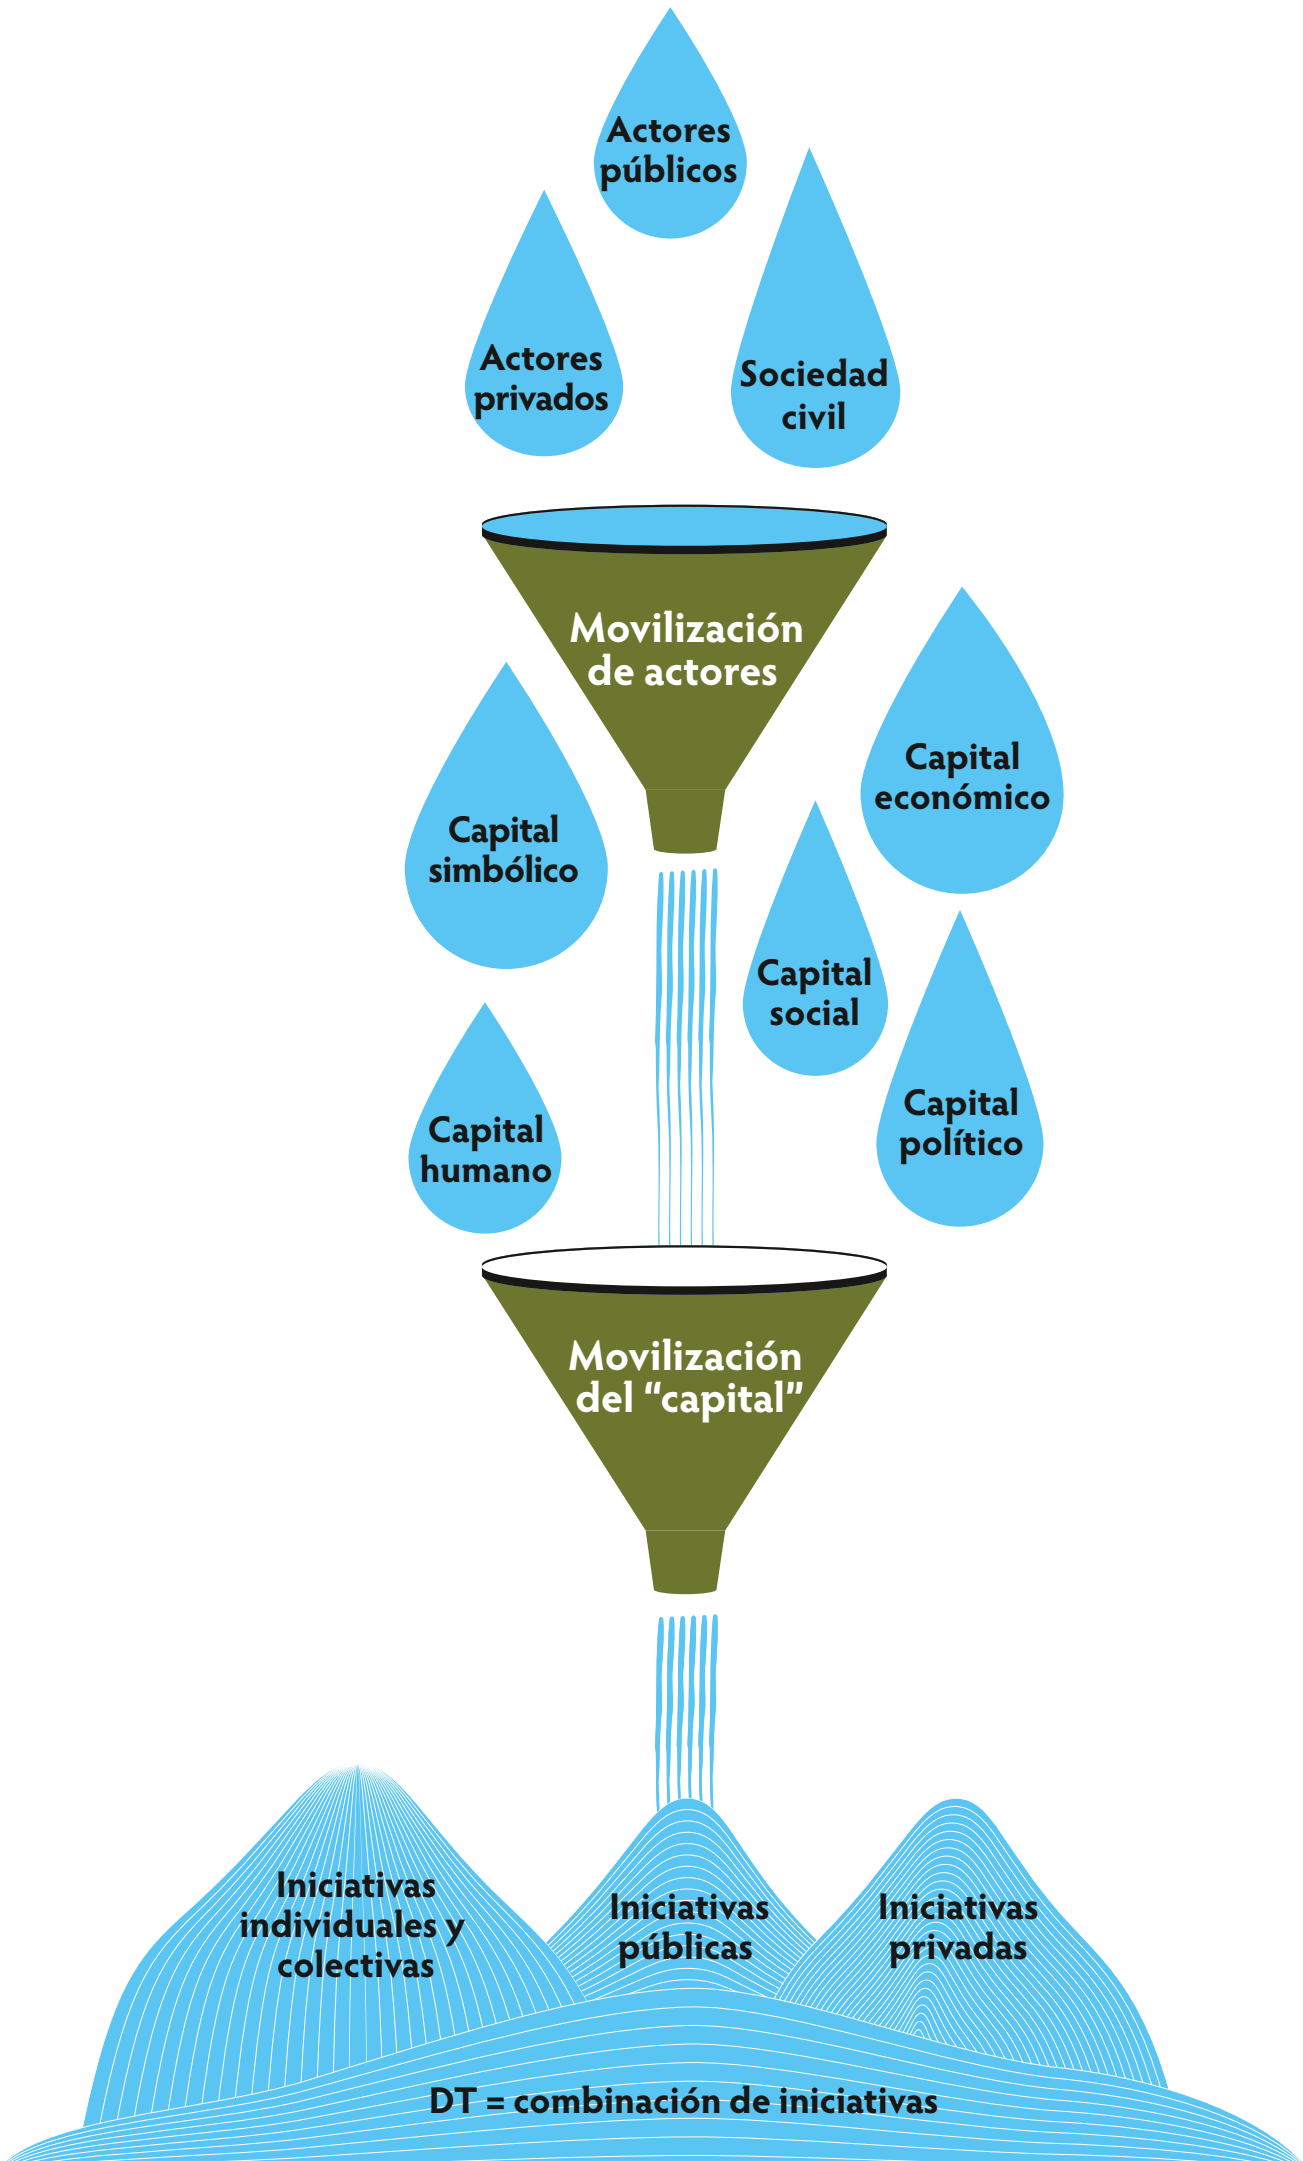 Actores
públicos
Actores
privados
Sociedad
civil
Movilización
de actores
Capital
económico
Capital
simbólico
Capital
social
Capital
político
Capital
humano
Movilización
del “capital”
Iniciativas
individuales y
colectivas
Iniciativas
públicas
Iniciativas
privadas
DT = combinación de iniciativas